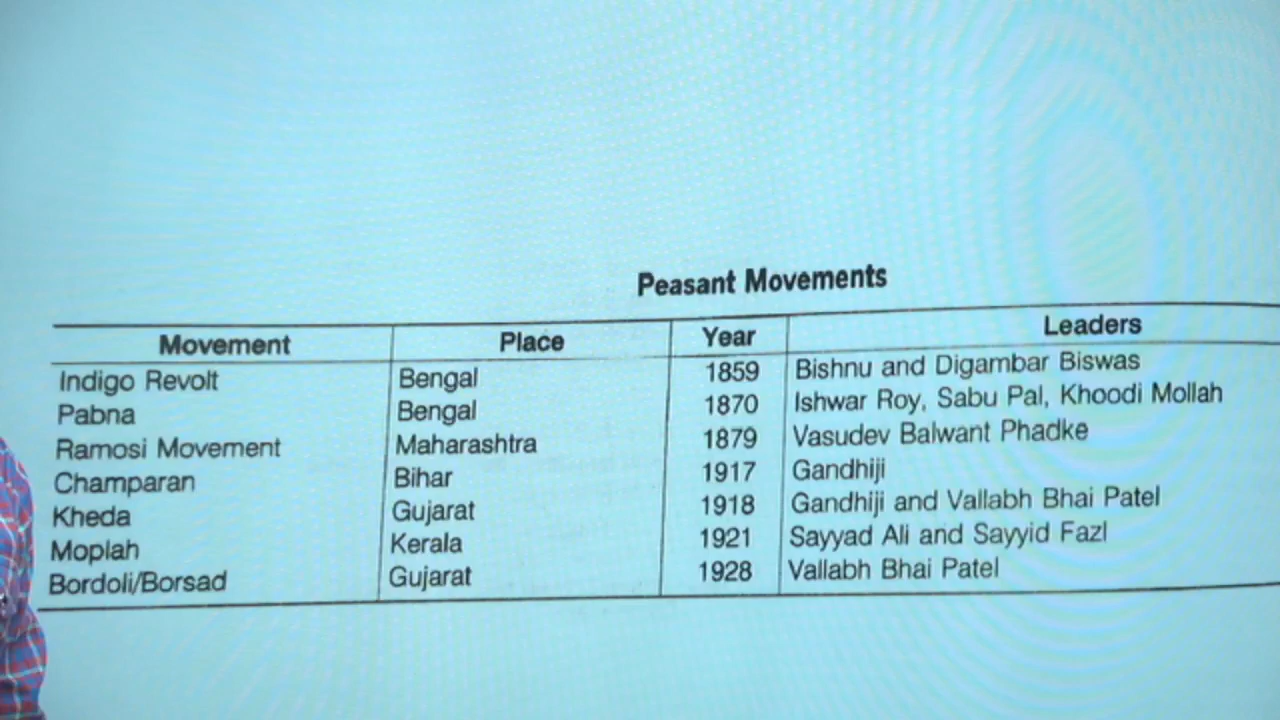 Peasant Movements
Movement Place Year Leaders
Indigo Revolt Bengal 1859 Bishnu and Digambar Biswas
Pabna Bengal 1870 Ishwar Roy, Sabu Pal, Khoodi Mollah
Ramosi Movement Maharashtra 1879 Vasudev Balwant Phadke
Champaran Bihar 1917 Gandhiji
Kheda Gujarat 1918 Gandhiji and Vallabh Bhai Patel
Moplah Kerala 1921 Sayyad Ali and Sayyid Fazl
Bordoli/Borsad Gujarat 1928 Vallabh Bhai Patel